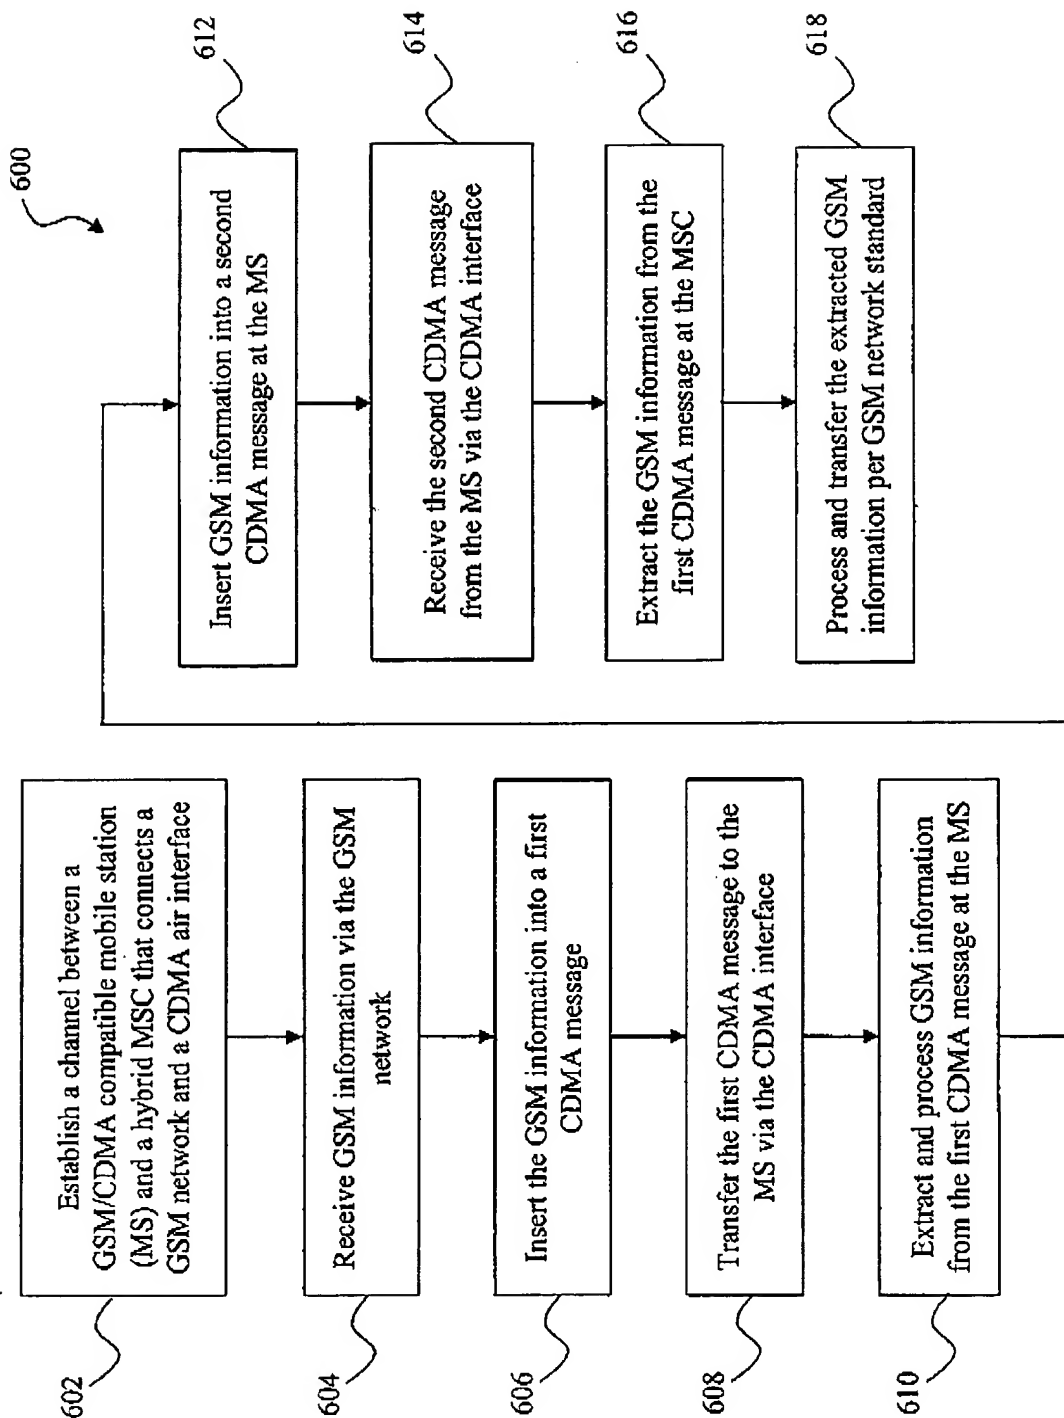 600
602
Establish a channel between a
GSM/CDMA compatible mobile station
(MS) and a hybrid MSC that connects a
GSM network and a CDMA air interface
604
Receive GSM information via the GSM
network
606
Insert the GSM information into a first
CDMA message
608
Transfer the first CDMA message to the
MS via the CDMA interface
610
Extract and process GSM information
from the first CDMA message at the MS
612
Insert GSM information into a second
CDMA message at the MS
614
Receive the second CDMA message
from the MS via the CDMA interface
616
Extract the GSM information from the
first CDMA message at the MSC
618
Process and transfer the extracted GSM
information per GSM network standard